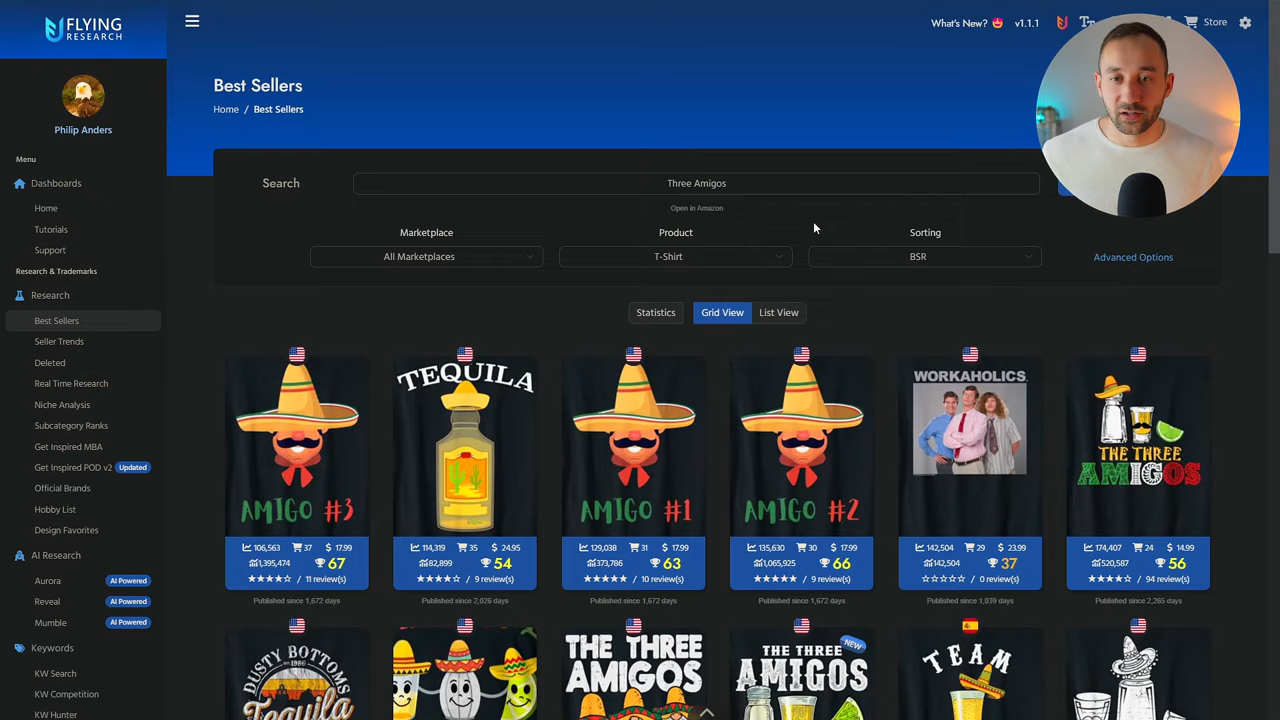 FLYING
RESEARCH
What's New?
v1.1.1
Store
Philip Anders
Menu
Dashboards
Home
Tutorials
Support
Research & Trademarks
Research
Best Sellers
Seller Trends
Deleted
Real Time Research
Niche Analysis
Subcategory Ranks
Get Inspired MBA
Get Inspired POD v2 Updated
Official Brands
Hobby List
Design Favorites
AI Research
Aurora AI Powered
Reveal AI Powered
Mumble AI Powered
Keywords
KW Search
KW Competition
KW Hunter
Best Sellers
Home / Best Sellers
Search
Three Amigos
Open in Amazon
Marketplace
Product
Sorting
All Marketplaces
T-Shirt
BSR
Advanced Options
Statistics
Grid View
List View
AMIGO #3
106,563 37 $ 17.99
1,395,474 67
/ 11 review(s)
Published since 1,672 days
TEQUILA
114,319 35 $ 24.95
82,899 54
/ 9 review(s)
Published since 2,026 days
AMIGO #1
129,038 31 $ 17.99
373,786 63
/ 10 review(s)
Published since 1,672 days
AMIGO #2
135,630 30 $ 17.99
1,065,925 66
/ 9 review(s)
Published since 1,672 days
WORKAHOLICS
142,504 29 $ 23.99
142,504 37
/ 0 review(s)
Published since 1,039 days
THE THREE
AMIGOS
174,407 24 $ 14.99
520,587 56
/ 94 review(s)
Published since 2,265 days
DUSTY BOTTOMS
1986
Tequila
THE THREE
AMIGOS
THE THREE
AMIGOS
NEW
TEAM